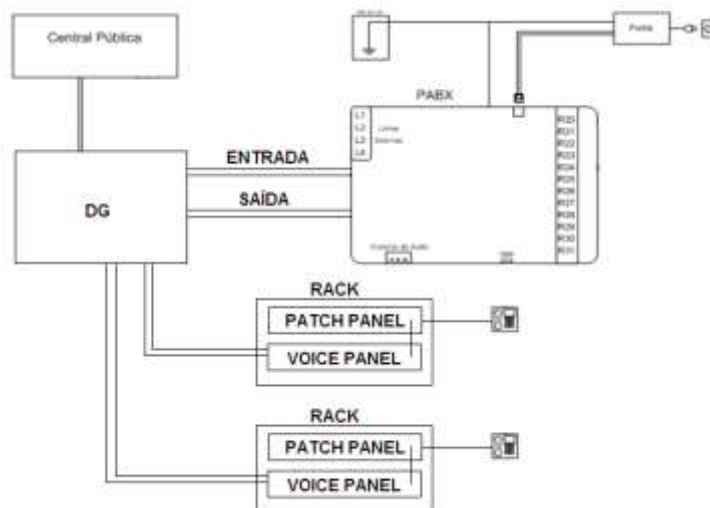 Central Pública
PABX
L1
L2
L3
L4
ENTRADA
SAÍDA
DG
R20
R21
R22
R23
R24
R25
R26
R27
R28
R29
R30
R31
RACK
PATCH PANEL
VOICE PANEL
RACK
PATCH PANEL
VOICE PANEL